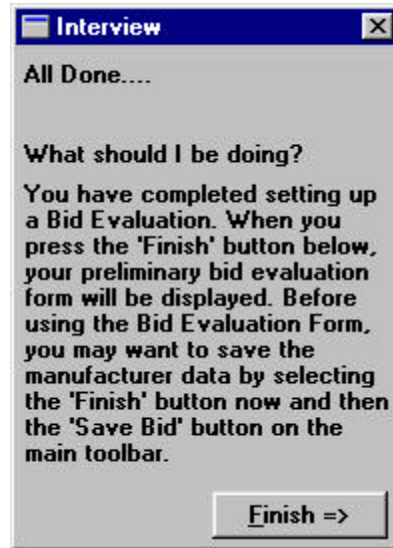 Interview
All Done....
What should I be doing?
You have completed setting up
a Bid Evaluation. When you
press the 'Finish' button below,
your preliminary bid evaluation
form will be displayed. Before
using the Bid Evaluation Form,
you may want to save the
manufacturer data by selecting
the 'Finish' button now and then
the 'Save Bid' button on the
main toolbar.
Finish =>